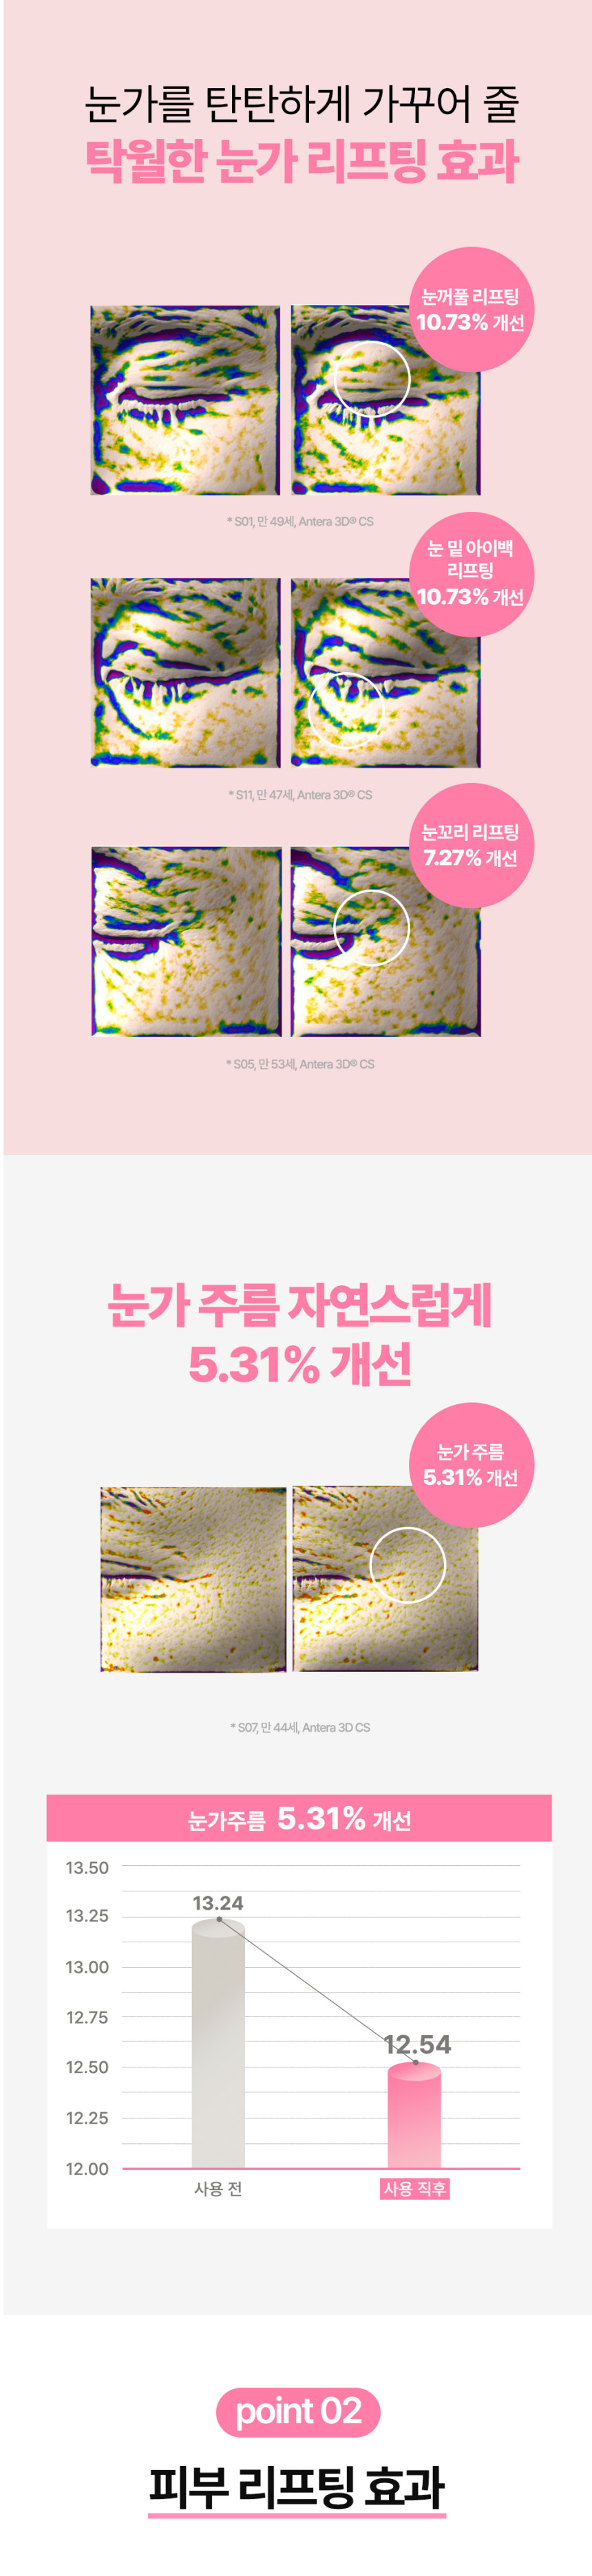 눈가를 탄탄하게 가꾸어 줄
탁월한 눈가 리프팅 효과
눈꺼풀 리프팅
10.73% 개선
* S01, 만 49세, Antera 3D® CS
눈 밑 아이백
리프팅
10.73% 개선
* S11, 만 47세, Antera 3D® CS
눈꼬리 리프팅
7.27% 개선
* S05, 만 53세, Antera 3D® CS
눈가 주름 자연스럽게
5.31% 개선
눈가 주름
5.31% 개선
* S07, 만 44세, Antera 3D CS
눈가주름 5.31% 개선
13.50
13.24
13.25
13.00
12.75
12.54
12.50
12.25
12.00
사용 전
사용 직후
point 02
피부 리프팅 효과